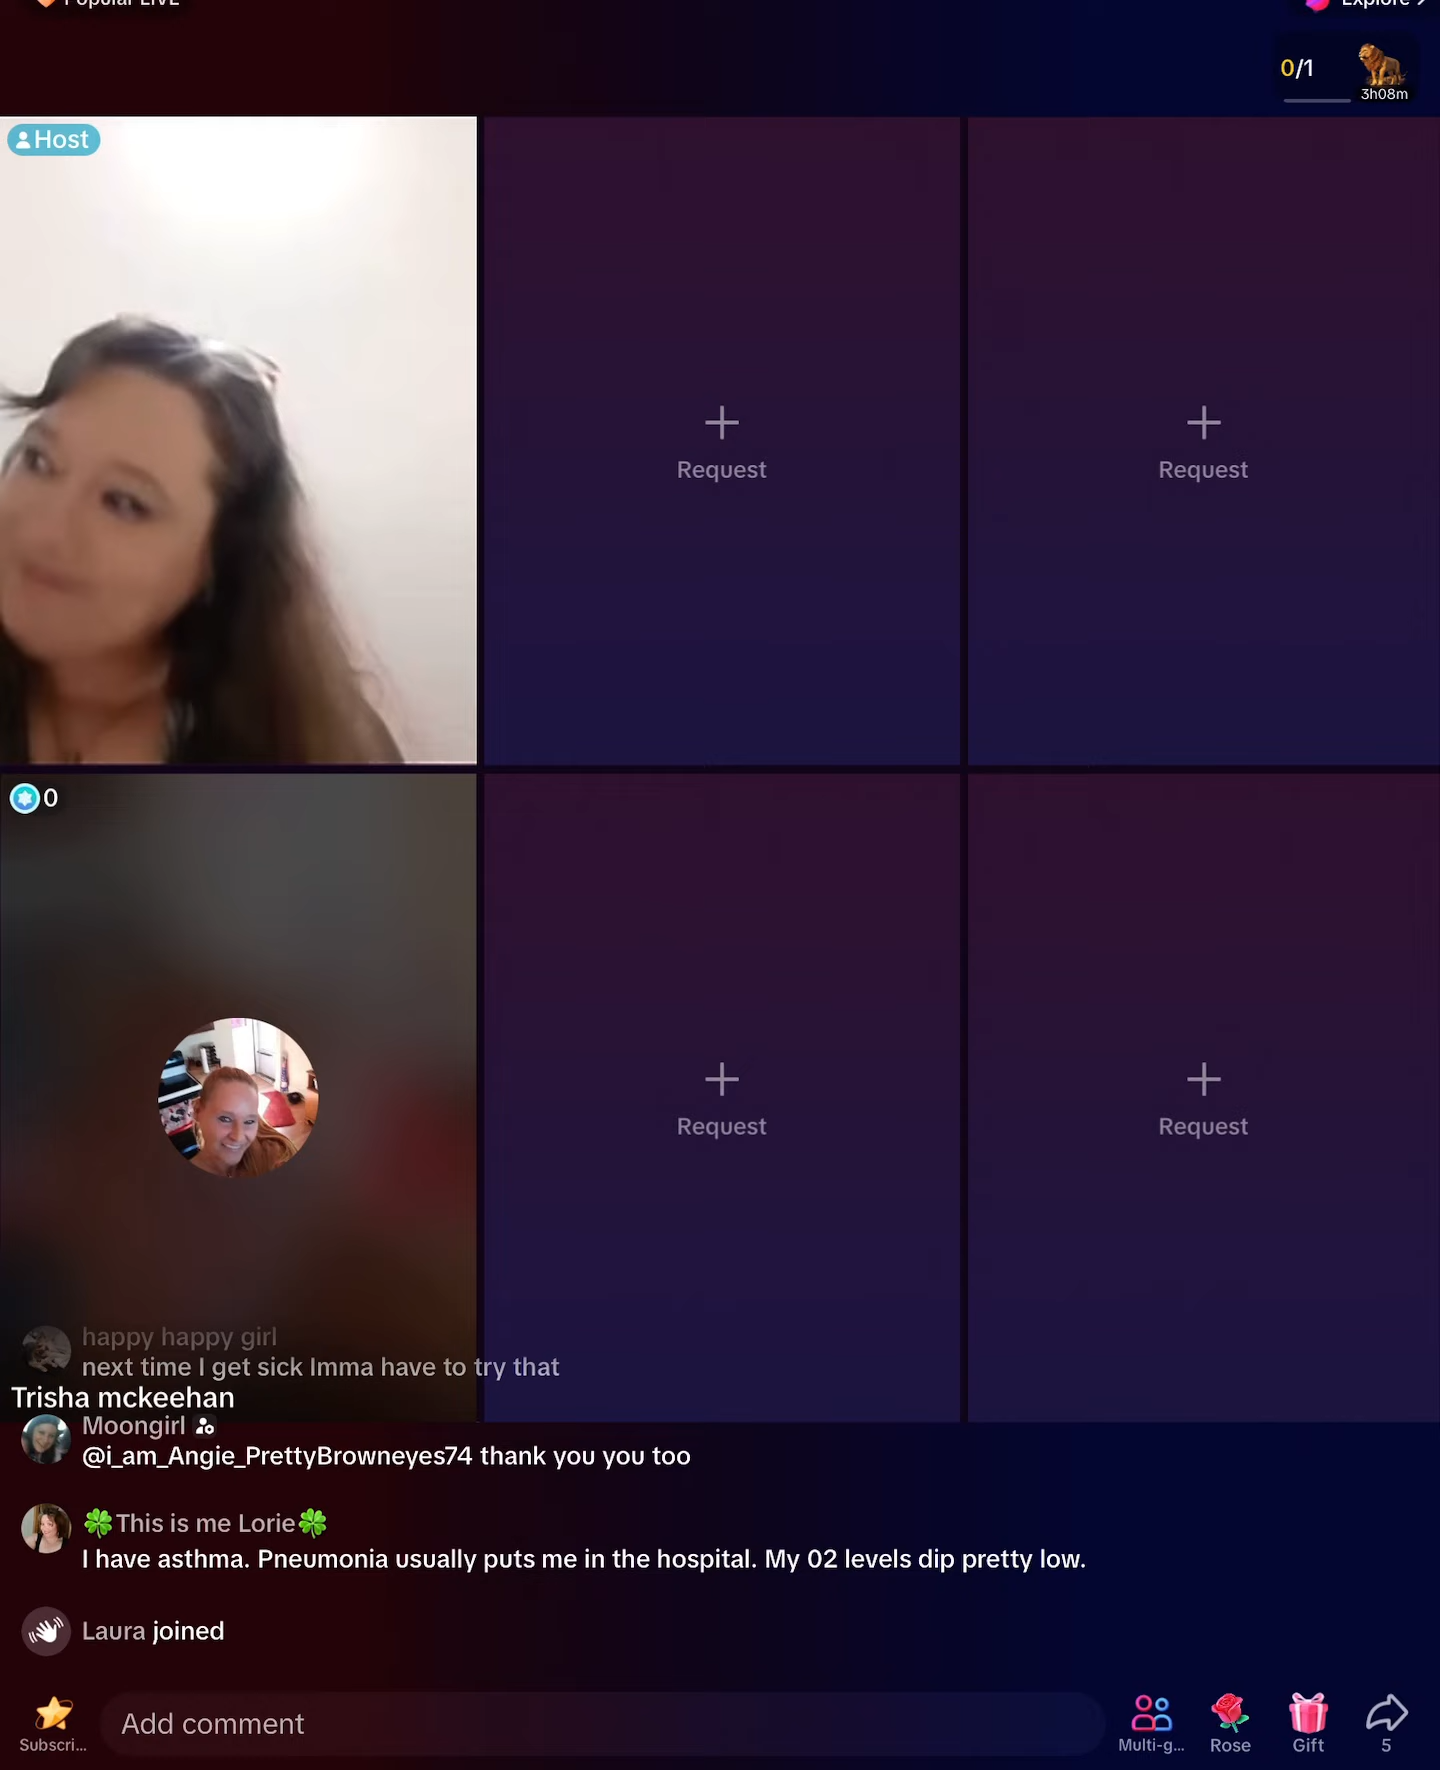 Popular LIVE
Explore >
0/1
3h08m
Host
Request
Request
0
Request
Request
happy happy girl
next time I get sick Imma have to try that
Trisha mckeehan
Moongirl
@i_am_Angie_PrettyBrowneyes74 thank you you too
🍀This is me Lorie🍀
I have asthma. Pneumonia usually puts me in the hospital. My 02 levels dip pretty low.
Laura joined
Add comment
Subscri...
Multi-g...
Rose
Gift
5